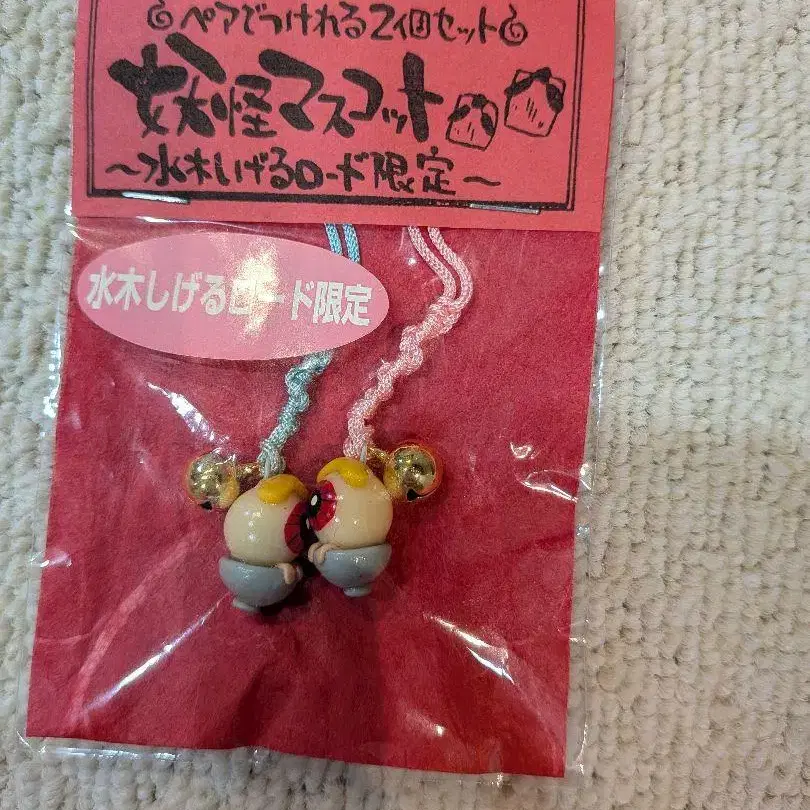 ペアでつけれる2個セット
妖怪マスコット
～水木しげるロード限定～
水木しげるロード限定